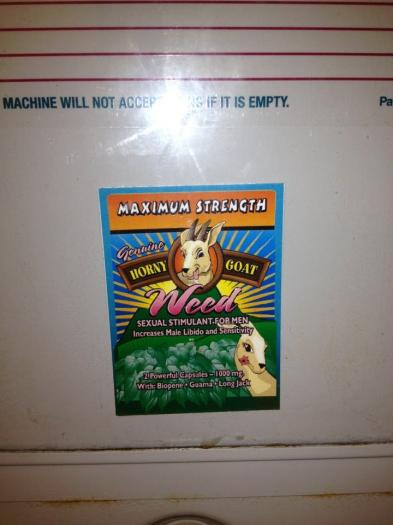 MACHINE WILL NOT ACCEP IF IT IS EMPTY.
Pa
MAXIMUM STRENGTH
Genuine
HORNY GOAT
Weed
SEXUAL STIMULANT FOR MEN
Increases Male Libido and Sensitivity
2 Powerful Capsules - 1000 mg
With: Biopene • Guama • Long Jack